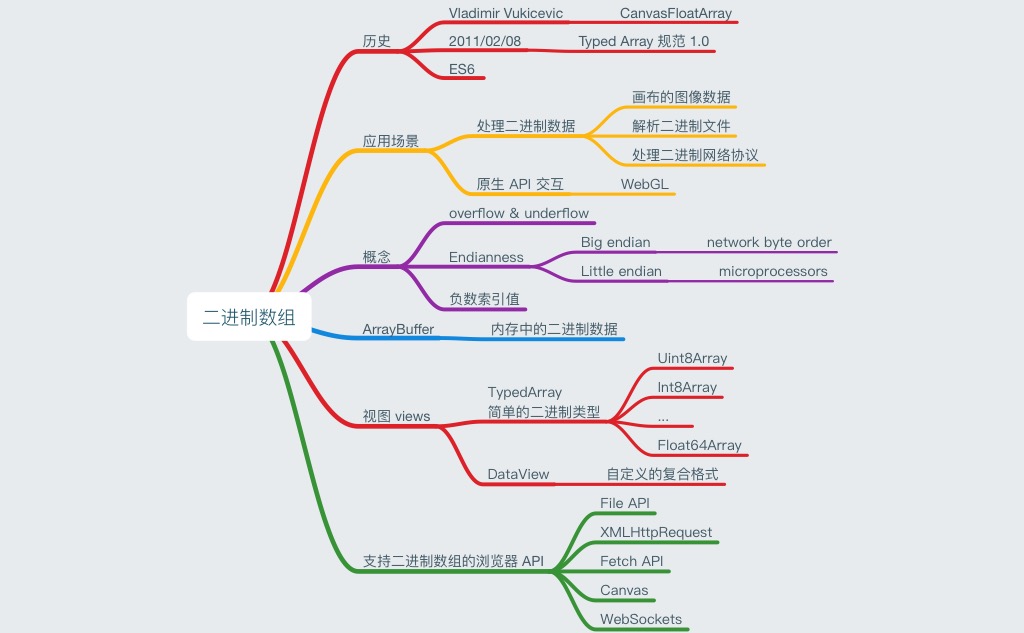 二进制数组
历史
Vladimir Vukicevic
CanvasFloatArray
2011/02/08
Typed Array 规范 1.0
ES6
应用场景
处理二进制数据
画布的图像数据
解析二进制文件
处理二进制网络协议
原生 API 交互
WebGL
概念
overflow & underflow
Endianness
Big endian
network byte order
Little endian
microprocessors
负数索引值
ArrayBuffer
内存中的二进制数据
视图 views
TypedArray
简单的二进制类型
Uint8Array
Int8Array
...
Float64Array
DataView
自定义的复合格式
支持二进制数组的浏览器 API
File API
XMLHttpRequest
Fetch API
Canvas
WebSockets